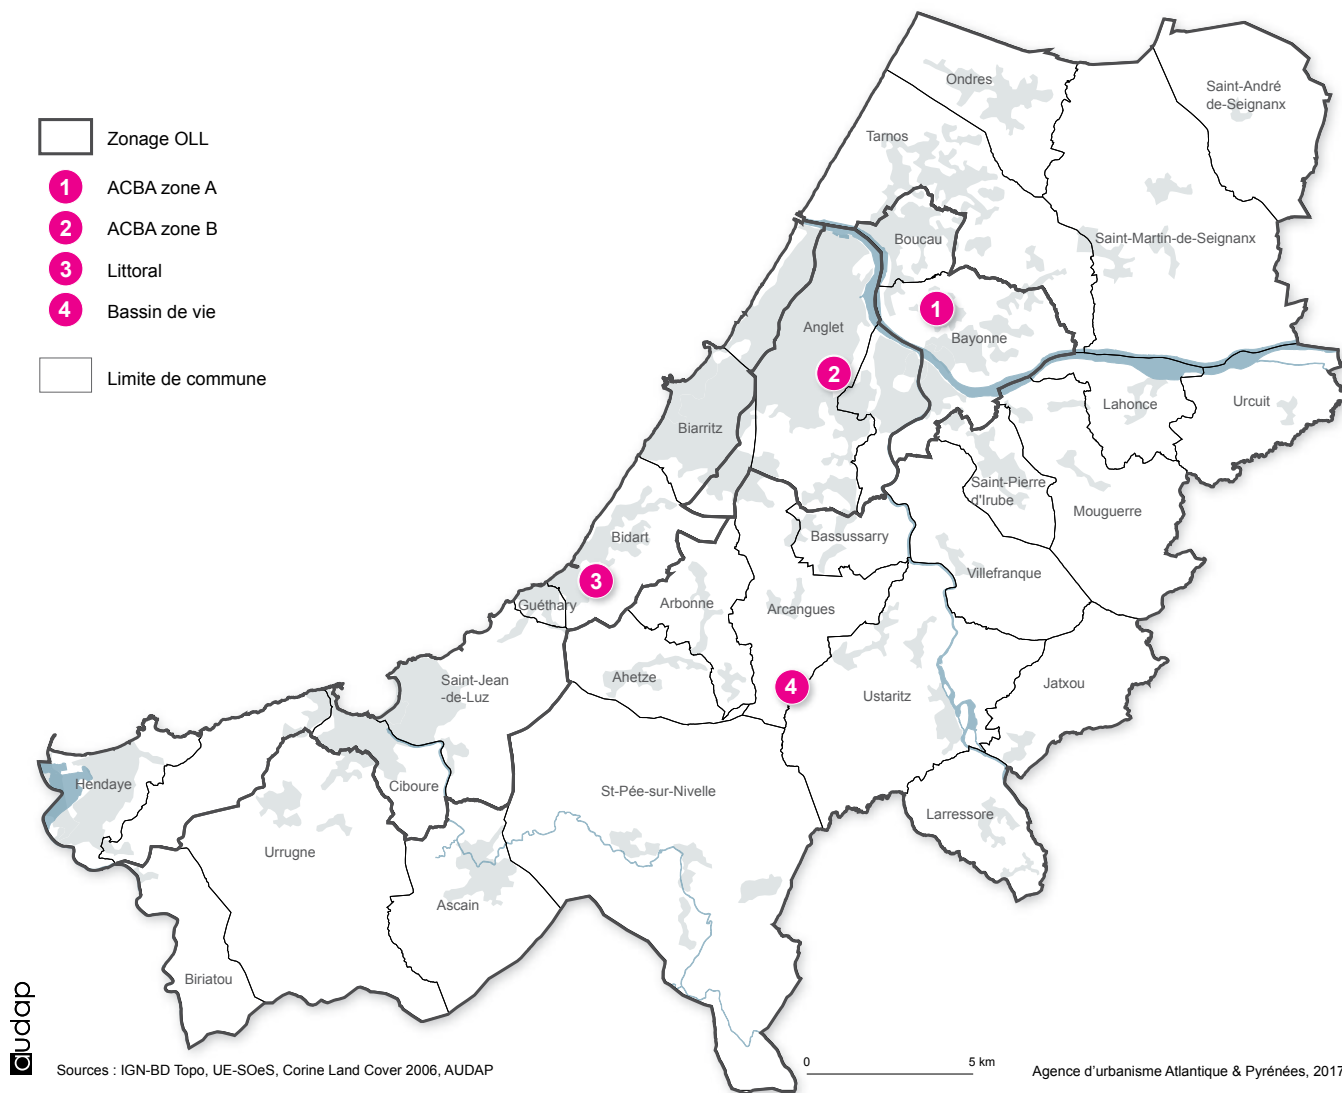 Zonage OLL
1 ACBA zone A
2 ACBA zone B
3 Littoral
4 Bassin de vie
Limite de commune
Ondres
Saint-André
de-Seignanx
Tarnos
Boucau
Saint-Martin-de-Seignanx
1
Anglet
Bayonne
2
Lahonce
Urcuit
Biarritz
Saint-Pierre
d'Irube
Mouguerre
Bidart
Bassussarry
Villefranque
3
Guéthary
Arbonne
Arcangues
Saint-Jean
-de-Luz
Ahetze
4
Ustaritz
Jatxou
Hendaye
Ciboure
St-Pée-sur-Nivelle
Larressore
Urrugne
Ascain
Biriatou
audap
Sources : IGN-BD Topo, UE-SOeS, Corine Land Cover 2006, AUDAP
0 5 km
Agence d'urbanisme Atlantique & Pyrénées, 2017